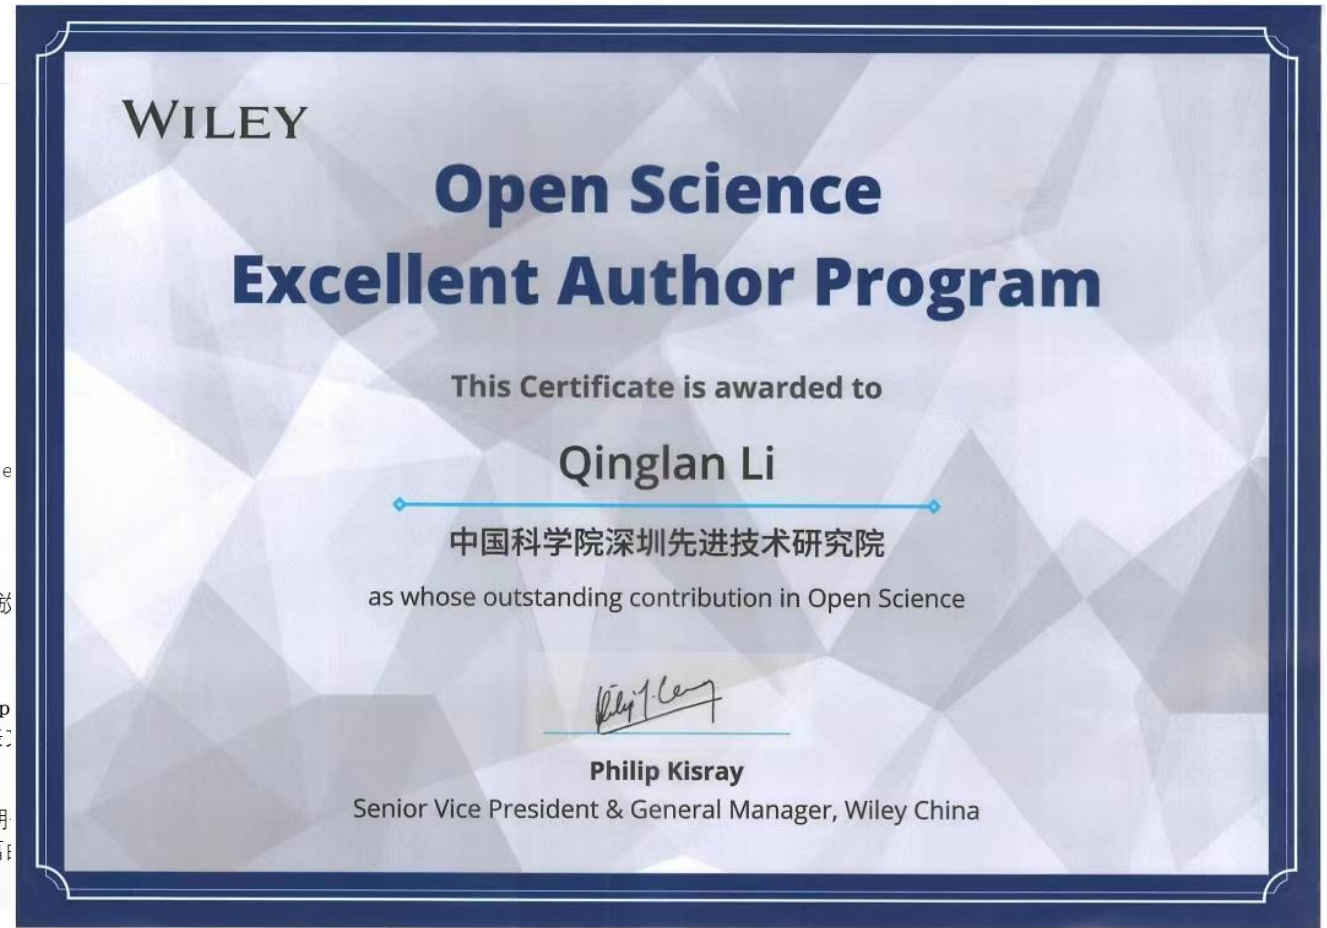 WILEY
Open Science
Excellent Author Program
This Certificate is awarded to
Qinglan Li
中国科学院深圳先进技术研究院
as whose outstanding contribution in Open Science
Philip Kisray
Senior Vice President & General Manager, Wiley China